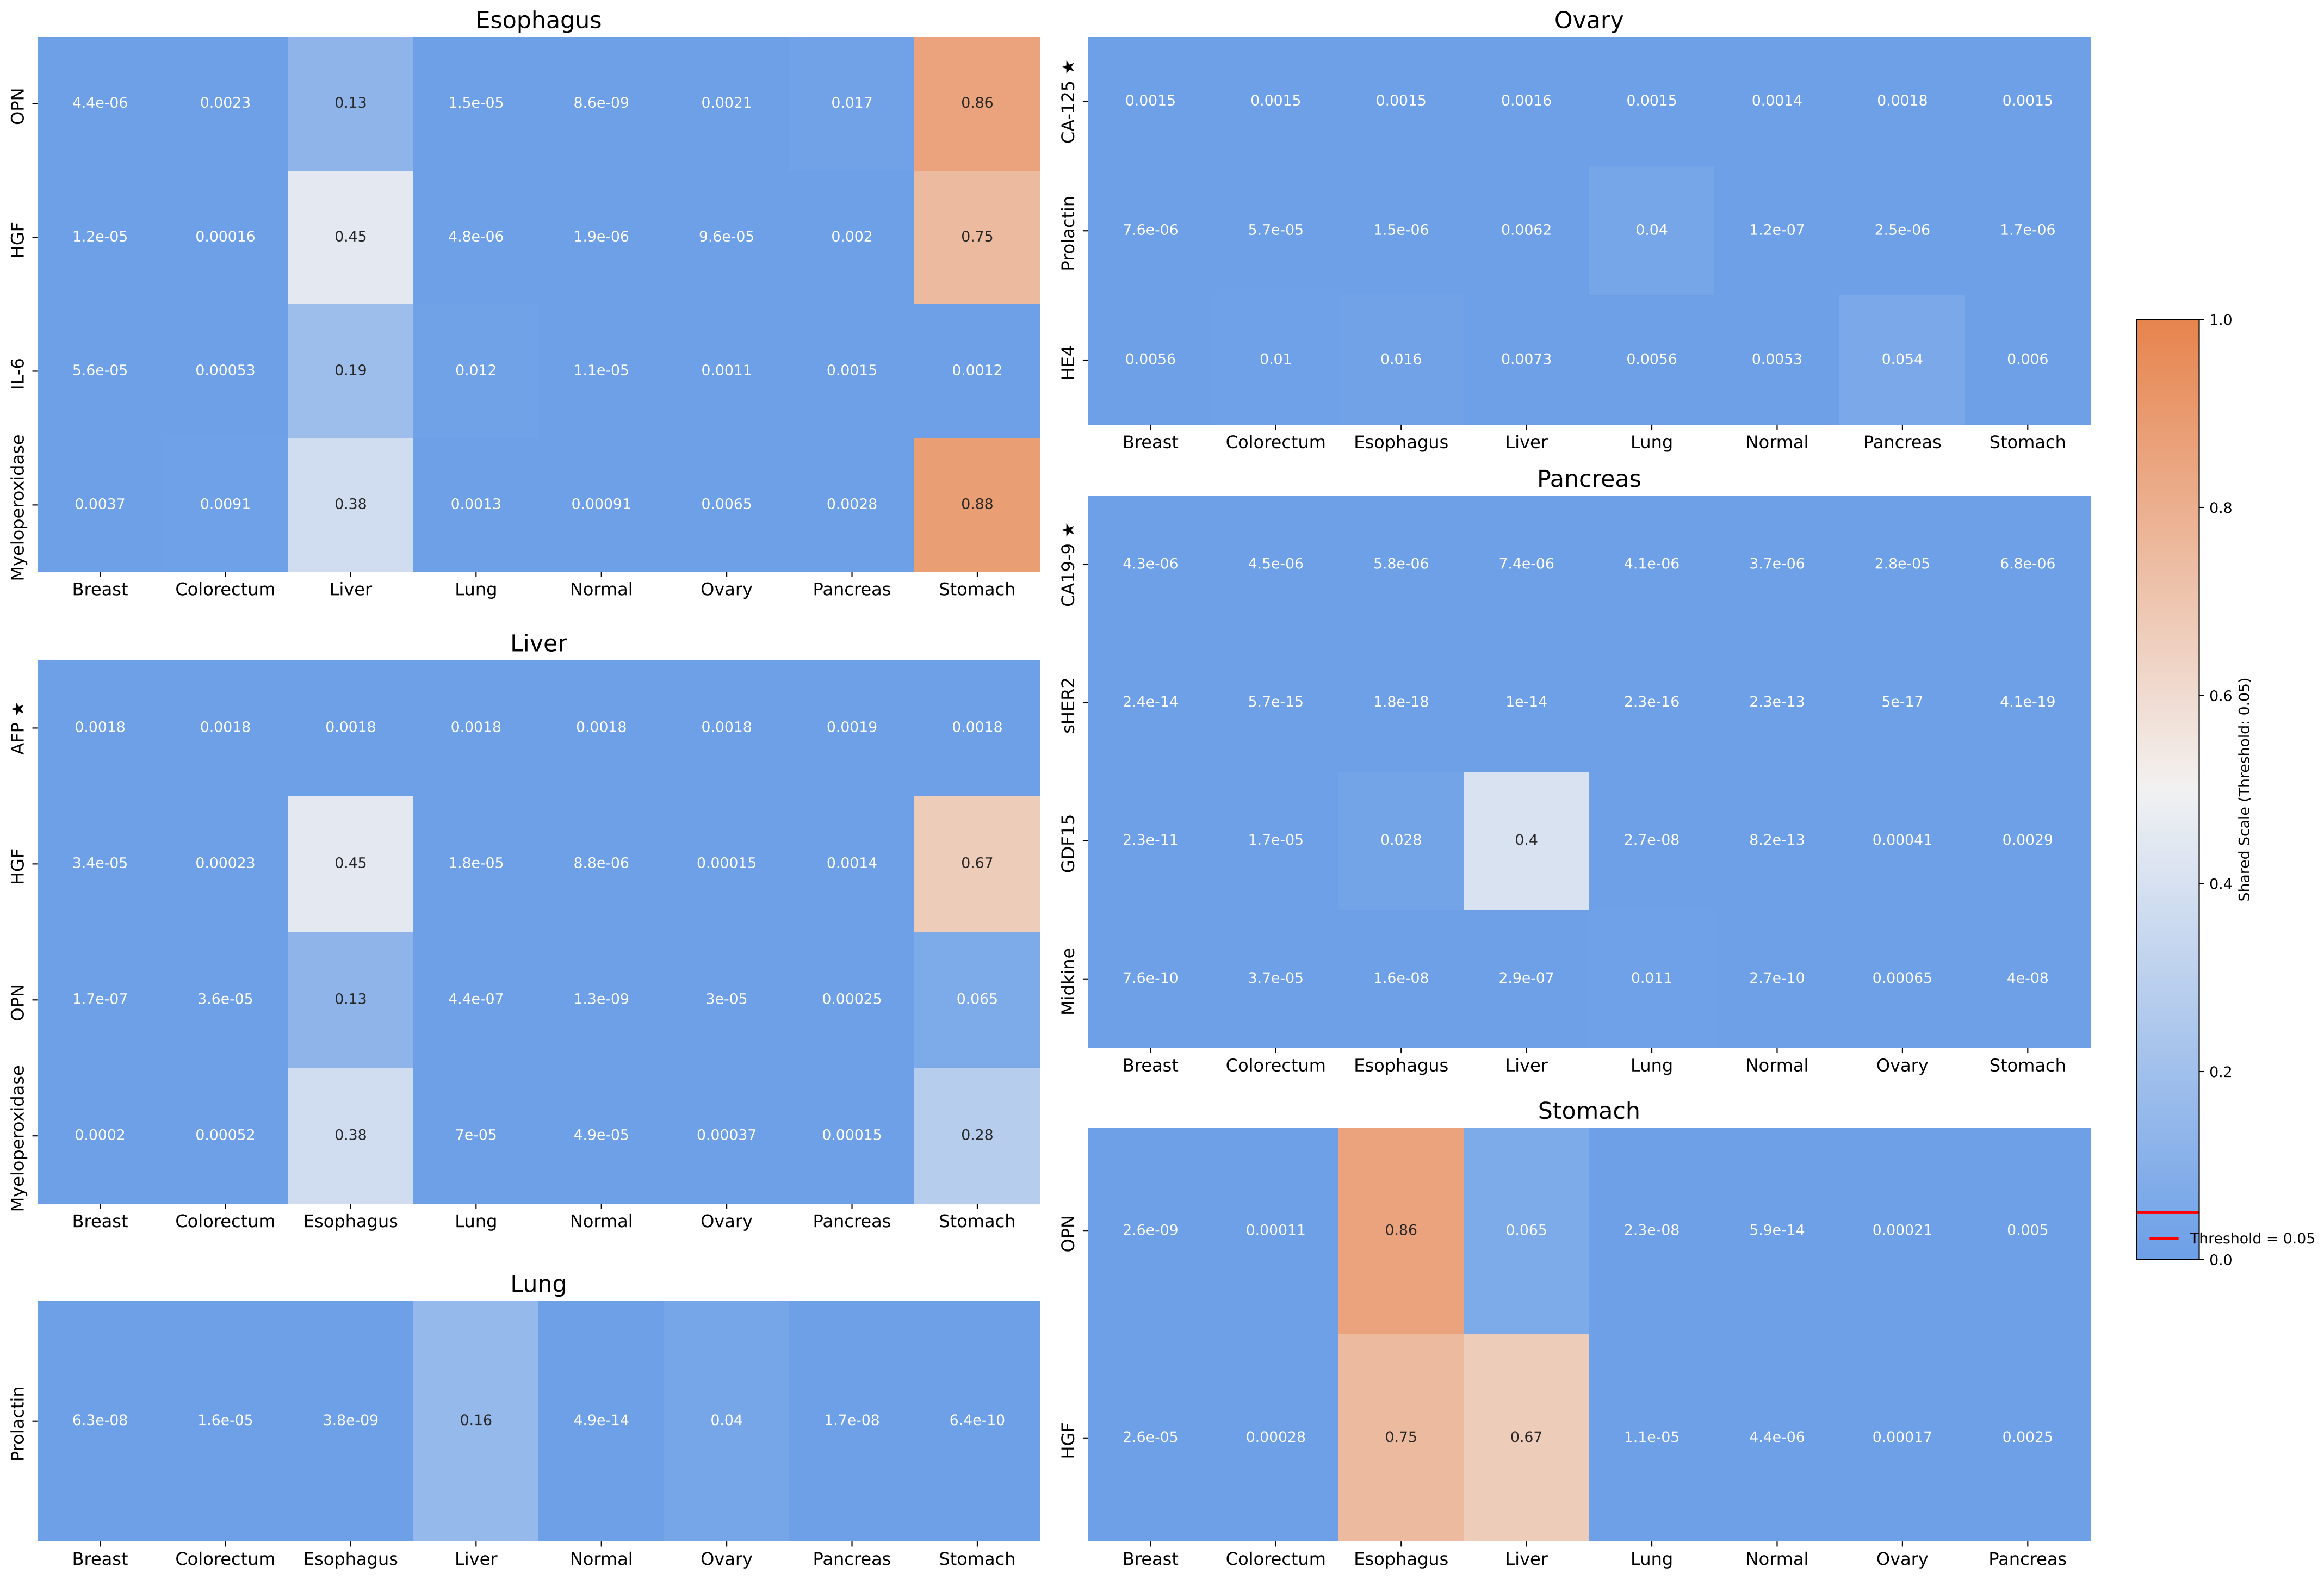 Esophagus
OPN 4.4e-06 0.0023 0.13 1.5e-05 8.6e-09 0.0021 0.017 0.86
HGF 1.2e-05 0.00016 0.45 4.8e-06 1.9e-06 9.6e-05 0.002 0.75
IL-6 5.6e-05 0.00053 0.19 0.012 1.1e-05 0.0011 0.0015 0.0012
Myeloperoxidase 0.0037 0.0091 0.38 0.0013 0.00091 0.0065 0.0028 0.88
Breast Colorectum Liver Lung Normal Ovary Pancreas Stomach
Liver
AFP ★ 0.0018 0.0018 0.0018 0.0018 0.0018 0.0018 0.0019 0.0018
HGF 3.4e-05 0.00023 0.45 1.8e-05 8.8e-06 0.00015 0.0014 0.67
OPN 1.7e-07 3.6e-05 0.13 4.4e-07 1.3e-09 3e-05 0.00025 0.065
Myeloperoxidase 0.0002 0.00052 0.38 7e-05 4.9e-05 0.00037 0.00015 0.28
Breast Colorectum Esophagus Lung Normal Ovary Pancreas Stomach
Lung
Prolactin 6.3e-08 1.6e-05 3.8e-09 0.16 4.9e-14 0.04 1.7e-08 6.4e-10
Breast Colorectum Esophagus Liver Normal Ovary Pancreas Stomach
Ovary
CA-125 ★ 0.0015 0.0015 0.0015 0.0016 0.0015 0.0014 0.0018 0.0015
Prolactin 7.6e-06 5.7e-05 1.5e-06 0.0062 0.04 1.2e-07 2.5e-06 1.7e-06
HE4 0.0056 0.01 0.016 0.0073 0.0056 0.0053 0.054 0.006
Breast Colorectum Esophagus Liver Lung Normal Pancreas Stomach
Pancreas
CA19-9 ★ 4.3e-06 4.5e-06 5.8e-06 7.4e-06 4.1e-06 3.7e-06 2.8e-05 6.8e-06
sHER2 2.4e-14 5.7e-15 1.8e-18 1e-14 2.3e-16 2.3e-13 5e-17 4.1e-19
GDF15 2.3e-11 1.7e-05 0.028 0.4 2.7e-08 8.2e-13 0.00041 0.0029
Midkine 7.6e-10 3.7e-05 1.6e-08 2.9e-07 0.011 2.7e-10 0.00065 4e-08
Breast Colorectum Esophagus Liver Lung Normal Ovary Stomach
Stomach
OPN 2.6e-09 0.00011 0.86 0.065 2.3e-08 5.9e-14 0.00021 0.005
HGF 2.6e-05 0.00028 0.75 0.67 1.1e-05 4.4e-06 0.00017 0.0025
Breast Colorectum Esophagus Liver Lung Normal Ovary Pancreas
1.0
0.8
0.6
0.4
0.2
0.0
Shared Scale (Threshold: 0.05)
Threshold = 0.05